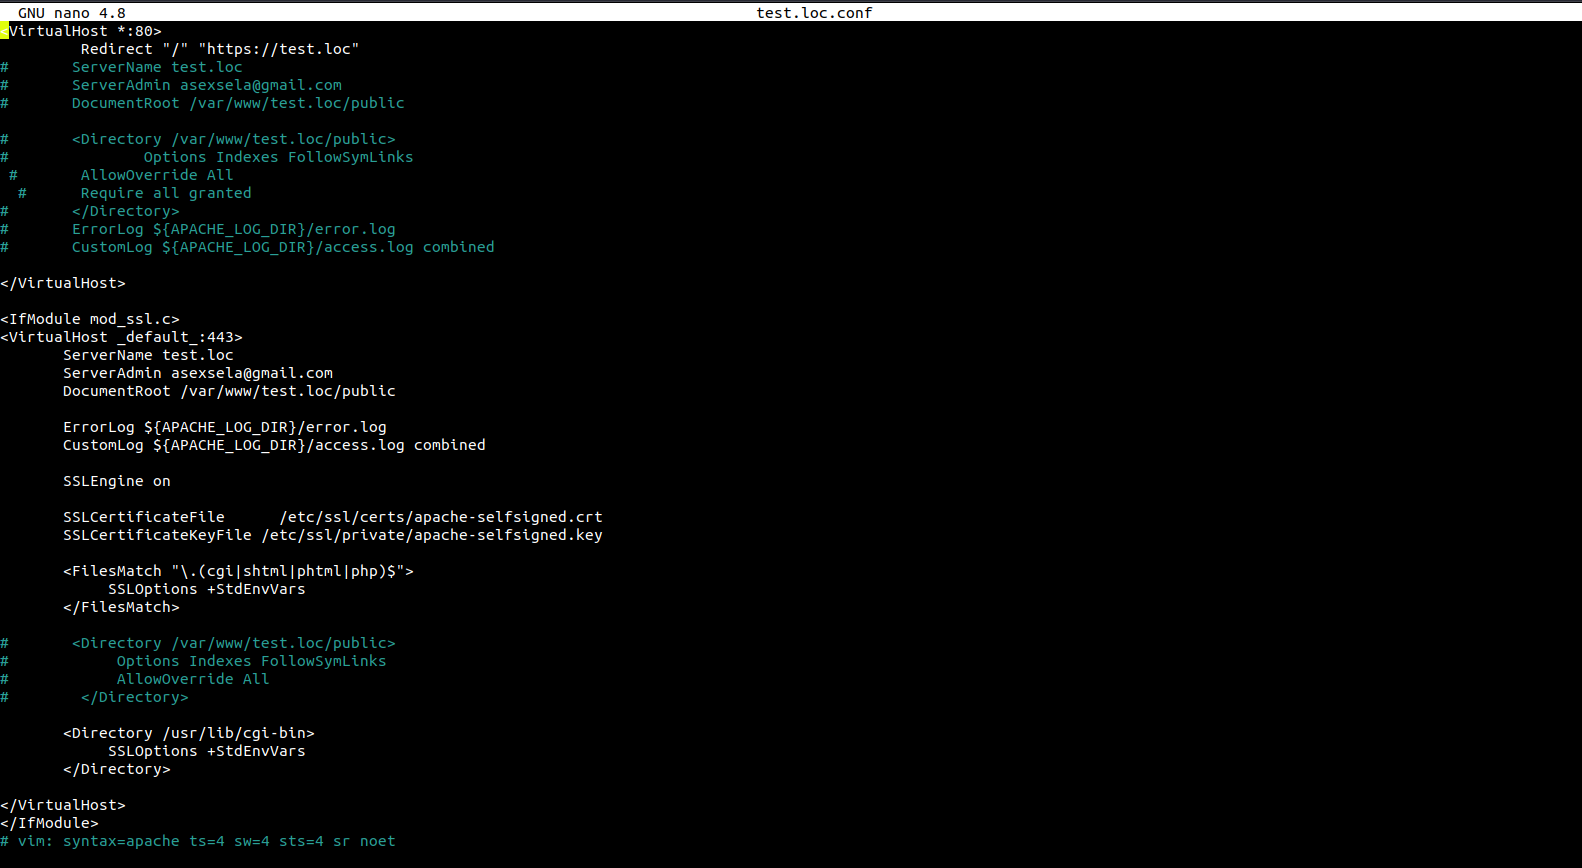 GNU nano 4.8 test.loc.conf
<VirtualHost *:80>
Redirect "/" "https://test.loc"
# ServerName test.loc
# ServerAdmin asexsela@gmail.com
# DocumentRoot /var/www/test.loc/public
# <Directory /var/www/test.loc/public>
# Options Indexes FollowSymLinks
# AllowOverride All
# Require all granted
# </Directory>
# ErrorLog ${APACHE_LOG_DIR}/error.log
# CustomLog ${APACHE_LOG_DIR}/access.log combined
</VirtualHost>
<IfModule mod_ssl.c>
<VirtualHost _default_:443>
ServerName test.loc
ServerAdmin asexsela@gmail.com
DocumentRoot /var/www/test.loc/public
ErrorLog ${APACHE_LOG_DIR}/error.log
CustomLog ${APACHE_LOG_DIR}/access.log combined
SSLEngine on
SSLCertificateFile /etc/ssl/certs/apache-selfsigned.crt
SSLCertificateKeyFile /etc/ssl/private/apache-selfsigned.key
<FilesMatch "\.(cgi|shtml|phtml|php)$">
SSLOptions +StdEnvVars
</FilesMatch>
# <Directory /var/www/test.loc/public>
# Options Indexes FollowSymLinks
# AllowOverride All
# </Directory>
<Directory /usr/lib/cgi-bin>
SSLOptions +StdEnvVars
</Directory>
</VirtualHost>
</IfModule>
# vim: syntax=apache ts=4 sw=4 sts=4 sr noet